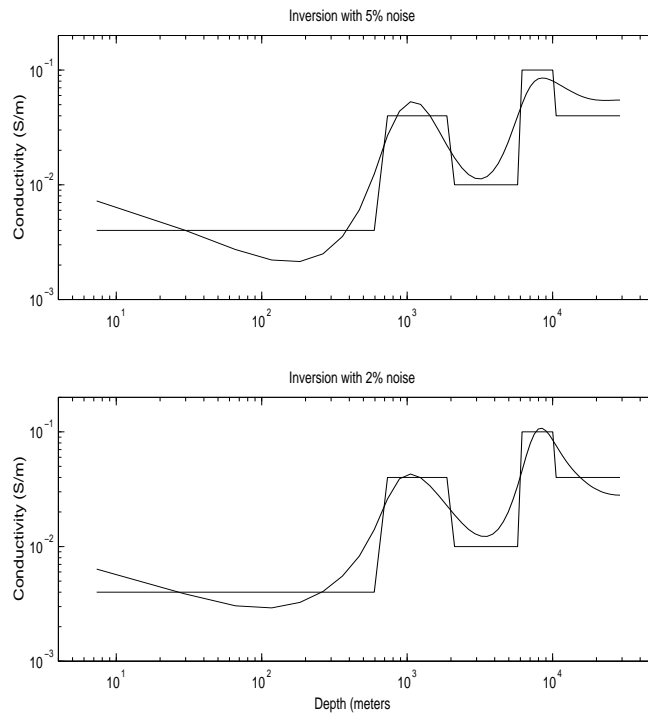 Inversion with 5% noise
Conductivity (S/m)
10^-1
10^-2
10^-3
10^1
10^2
10^3
10^4
Inversion with 2% noise
Conductivity (S/m)
10^-1
10^-2
10^-3
10^1
10^2
10^3
10^4
Depth (meters